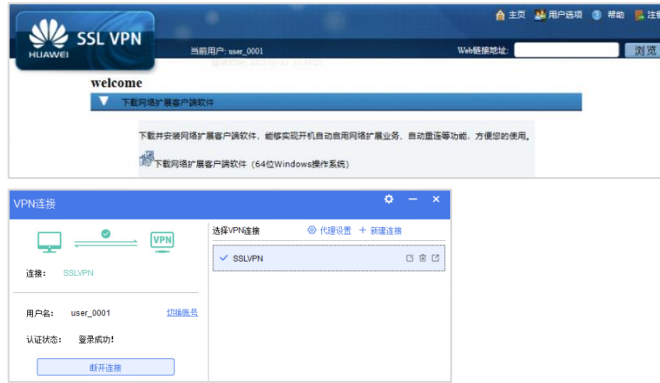 主页 用户选项 帮助 注销
HUAWEI SSL VPN
当前用户: user_0001 Web链接地址: 浏览
welcome
下载网络扩展客户端软件
下载并安装网络扩展客户端软件，能够实现开机自动启用网络扩展业务、自动重连等功能，方便您的使用。
下载网络扩展客户端软件（64位Windows操作系统）
VPN连接
VPN
选择VPN连接 代理设置 + 新建连接
SSLVPN
连接: SSLVPN
用户名: user_0001 切换账号
认证状态: 登录成功!
断开连接